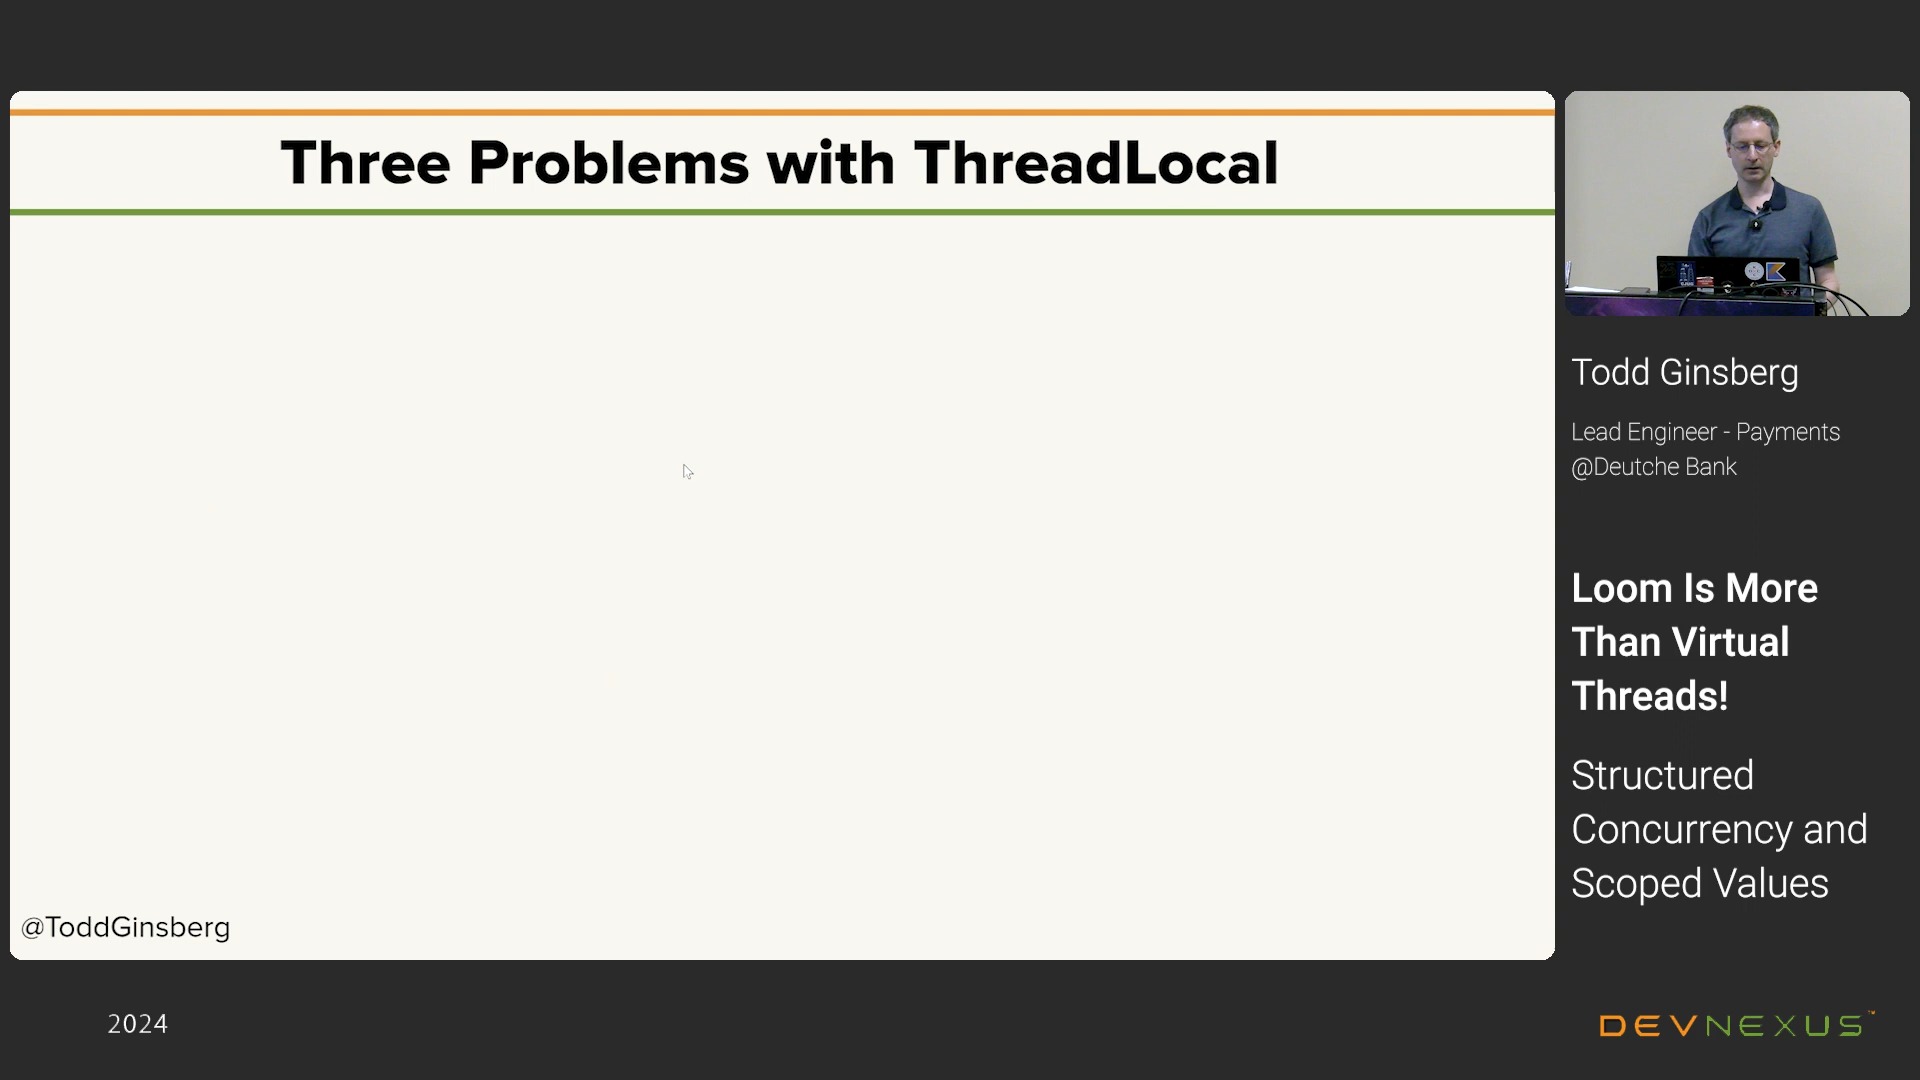 Three Problems with ThreadLocal
@ToddGinsberg
Todd Ginsberg
Lead Engineer - Payments
@Deutche Bank
Loom Is More
Than Virtual
Threads!
Structured
Concurrency and
Scoped Values
2024
DEVNEXUS™